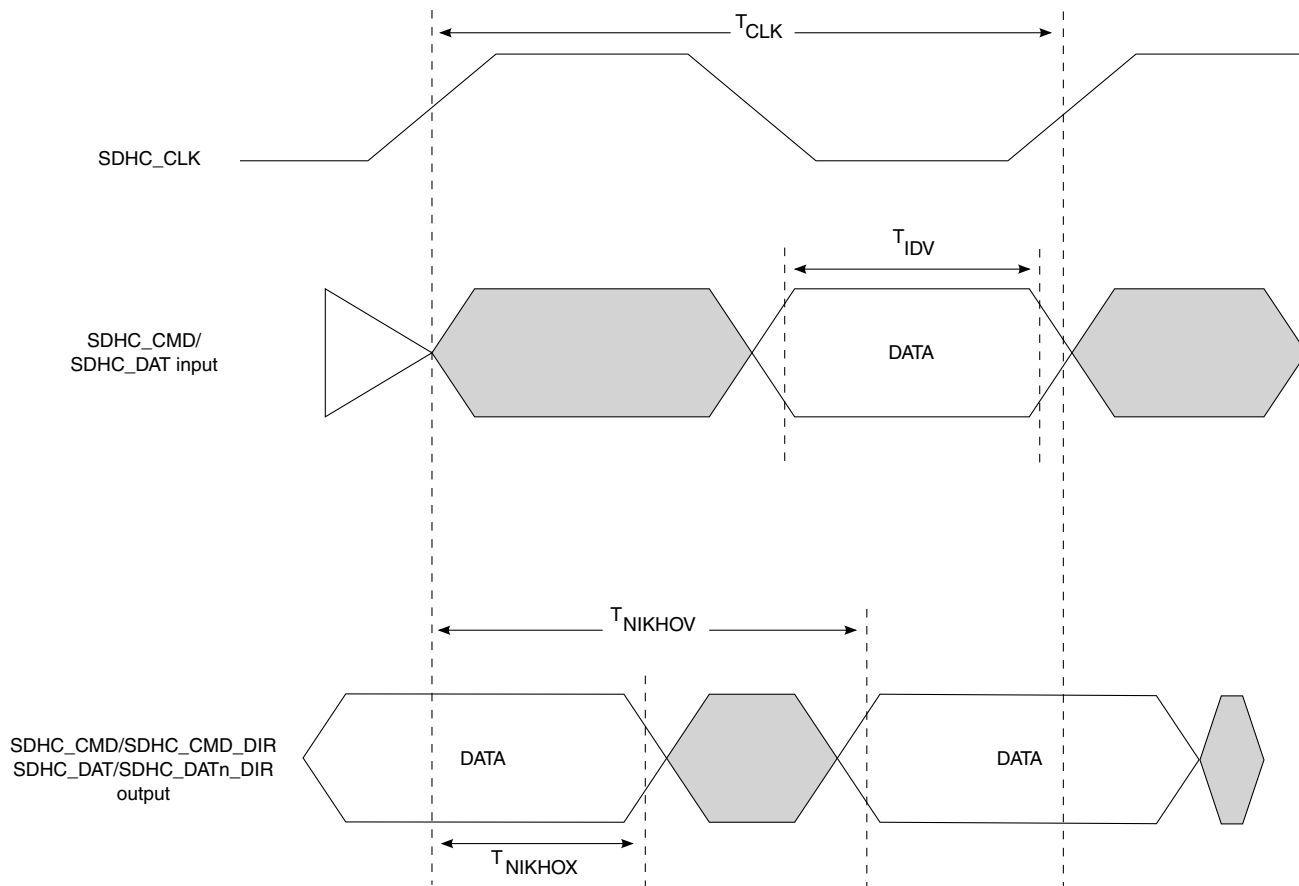 TCLK
SDHC_CLK
TIDV
SDHC_CMD/
SDHC_DAT input
DATA
TNIKHOV
SDHC_CMD/SDHC_CMD_DIR
SDHC_DAT/SDHC_DATn_DIR
output
DATA
DATA
TNIKHOX